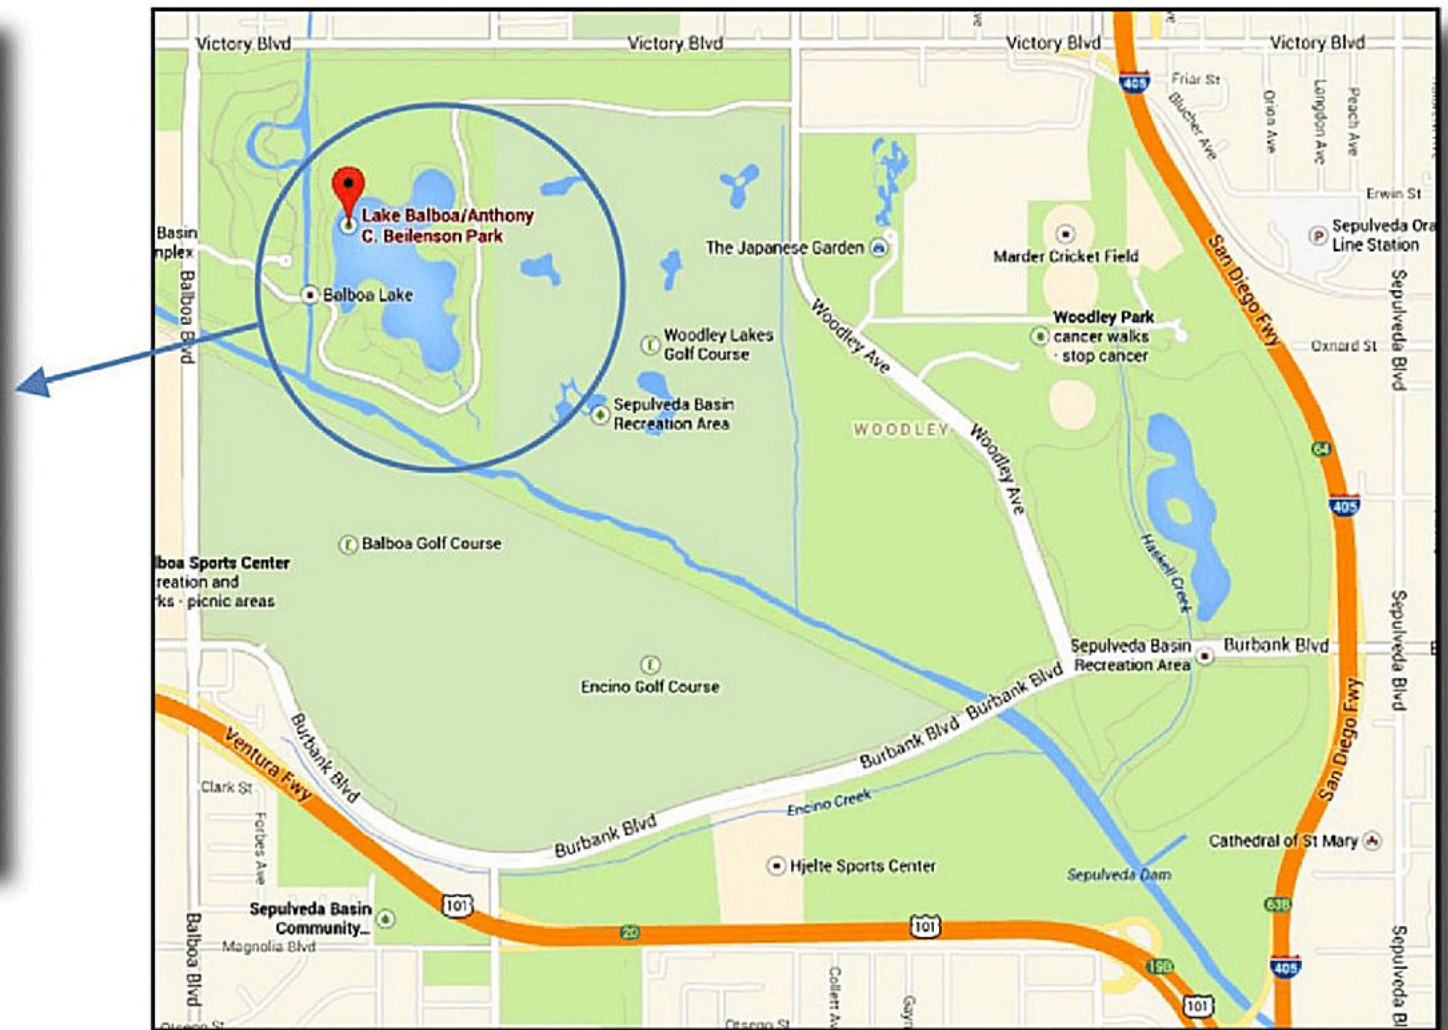 Victory Blvd
Victory Blvd
Victory Blvd
Victory Blvd
405
Friar St
Blucher Ave
Orion Ave
Langdon Ave
Peach Ave
Erwin St
Lake Balboa/Anthony
C. Beilenson Park
Basin
nplex
Balboa Blvd
Balboa Lake
The Japanese Garden
Marder Cricket Field
San Diego Fwy
P
Sepulveda Ora
Line Station
Sepulveda Blvd
Woodley Lakes
Golf Course
Woodley Ave
Woodley Park
cancer walks
· stop cancer
Oxnard St
Sepulveda Basin
Recreation Area
WOODLEY
Woodley Ave
64
405
Balboa Golf Course
Haskell Creek
lboa Sports Center
reation and
rks · picnic areas
Sepulveda Blvd
Encino Golf Course
Sepulveda Basin
Recreation Area
Burbank Blvd
Burbank Blvd
Burbank Blvd
Burbank Blvd
Ventura Fwy
San Diego Fwy
Clark St
Forbes Ave
Encino Creek
Burbank Blvd
Cathedral of St Mary
Hjelte Sports Center
Sepulveda Dam
101
Sepulveda Basin
Community...
63B
20
101
Magnolia Blvd
Balboa Blvd
19B
405
Sepulveda Bl
Collett Av
Gayn
101
Otsego St
Otsego St